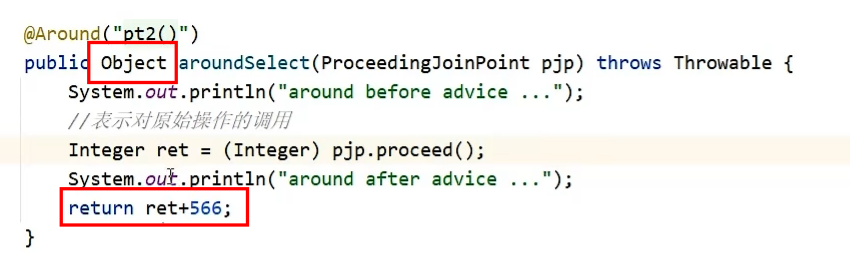 @Around("pt2()")
public Object aroundSelect(ProceedingJoinPoint pjp) throws Throwable {
System.out.println("around before advice ...");
//表示对原始操作的调用
Integer ret = (Integer) pjp.proceed();
System.out.println("around after advice ...");
return ret+566;
}